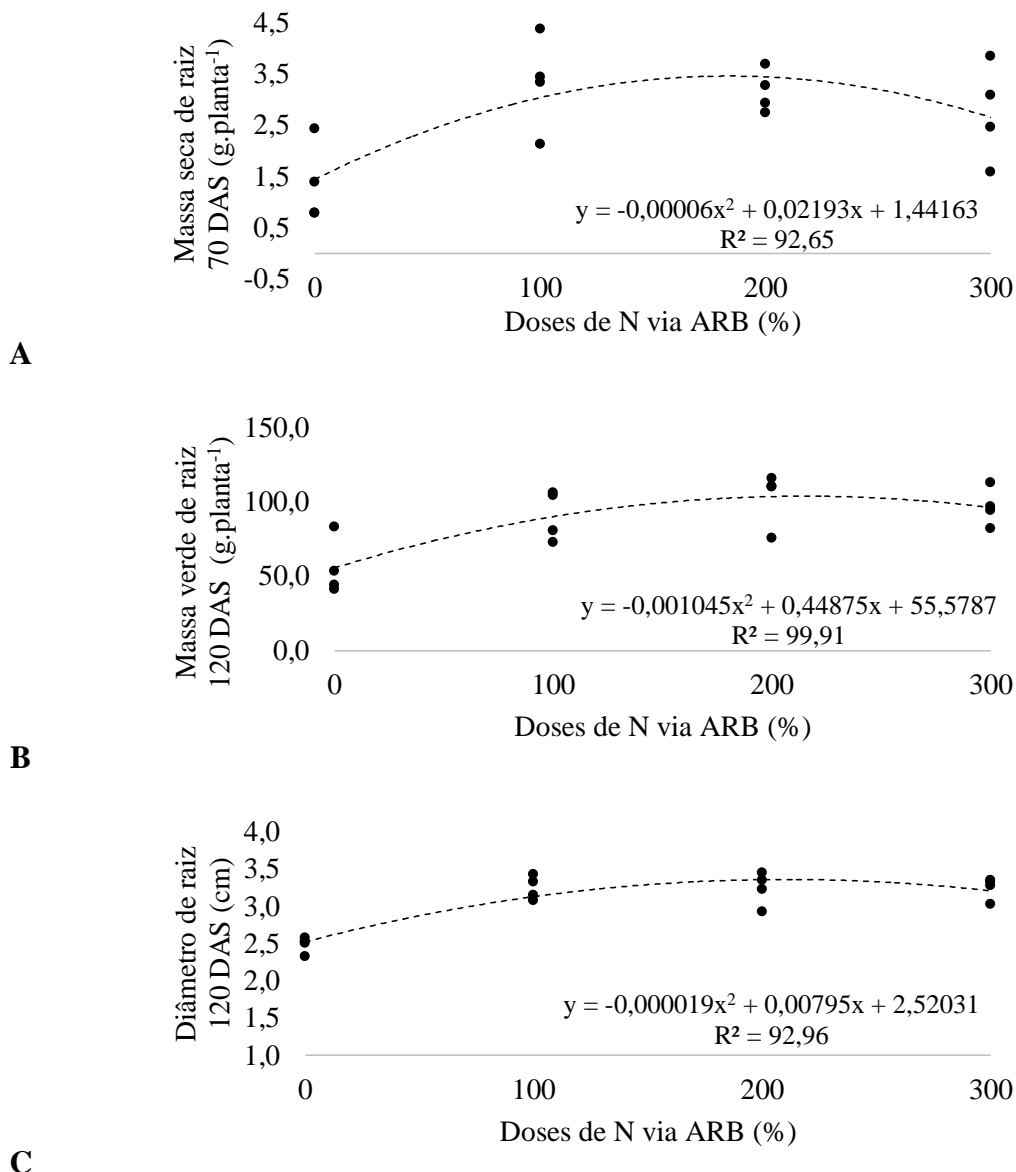 Massa seca de raiz
70 DAS (g.planta⁻¹)
4,5
3,5
2,5
1,5
0,5
-0,5
y = -0,00006x² + 0,02193x + 1,44163
R² = 92,65
0 100 200 300
Doses de N via ARB (%)
A
Massa verde de raiz
120 DAS (g.planta⁻¹)
150,0
100,0
50,0
0,0
y = -0,001045x² + 0,44875x + 55,5787
R² = 99,91
0 100 200 300
Doses de N via ARB (%)
B
Diâmetro de raiz
120 DAS (cm)
4,0
3,5
3,0
2,5
2,0
1,5
1,0
y = -0,000019x² + 0,00795x + 2,52031
R² = 92,96
0 100 200 300
Doses de N via ARB (%)
C